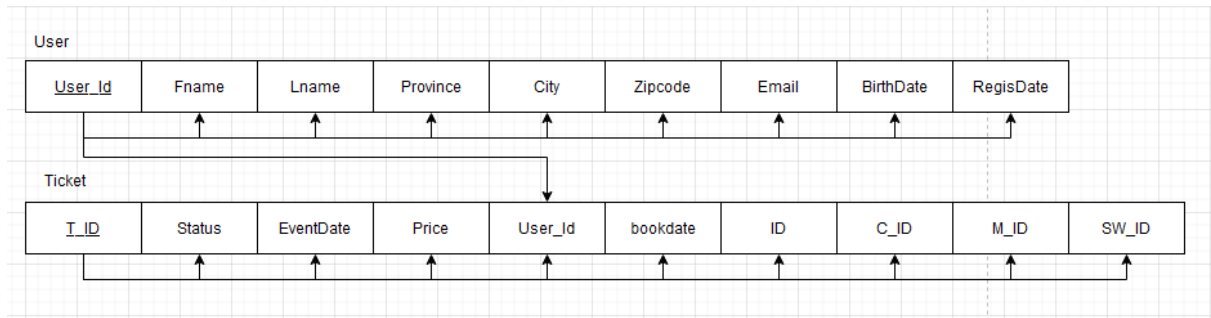 User
User_Id Fname Lname Province City Zipcode Email BirthDate RegisDate
Ticket
T_ID Status EventDate Price User_Id bookdate ID C_ID M_ID SW_ID